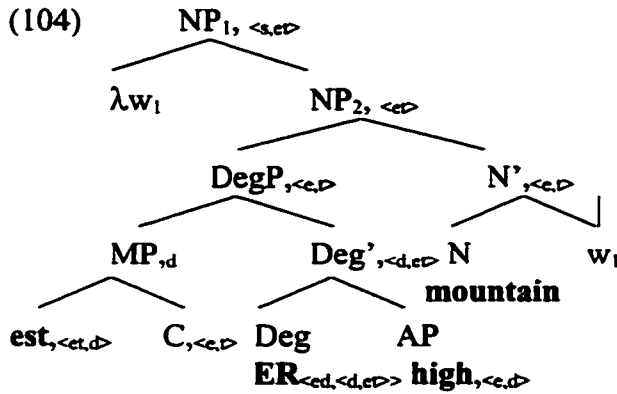 (104) NP₁, <s,et>
λw₁ NP₂, <et>
DegP,<e,t> N',<e,t>
MP,d Deg',<d,et> N w₁
mountain
est,<et,d> C,<e,t> Deg AP
ER<ed,<d,et>> high,<e,d>